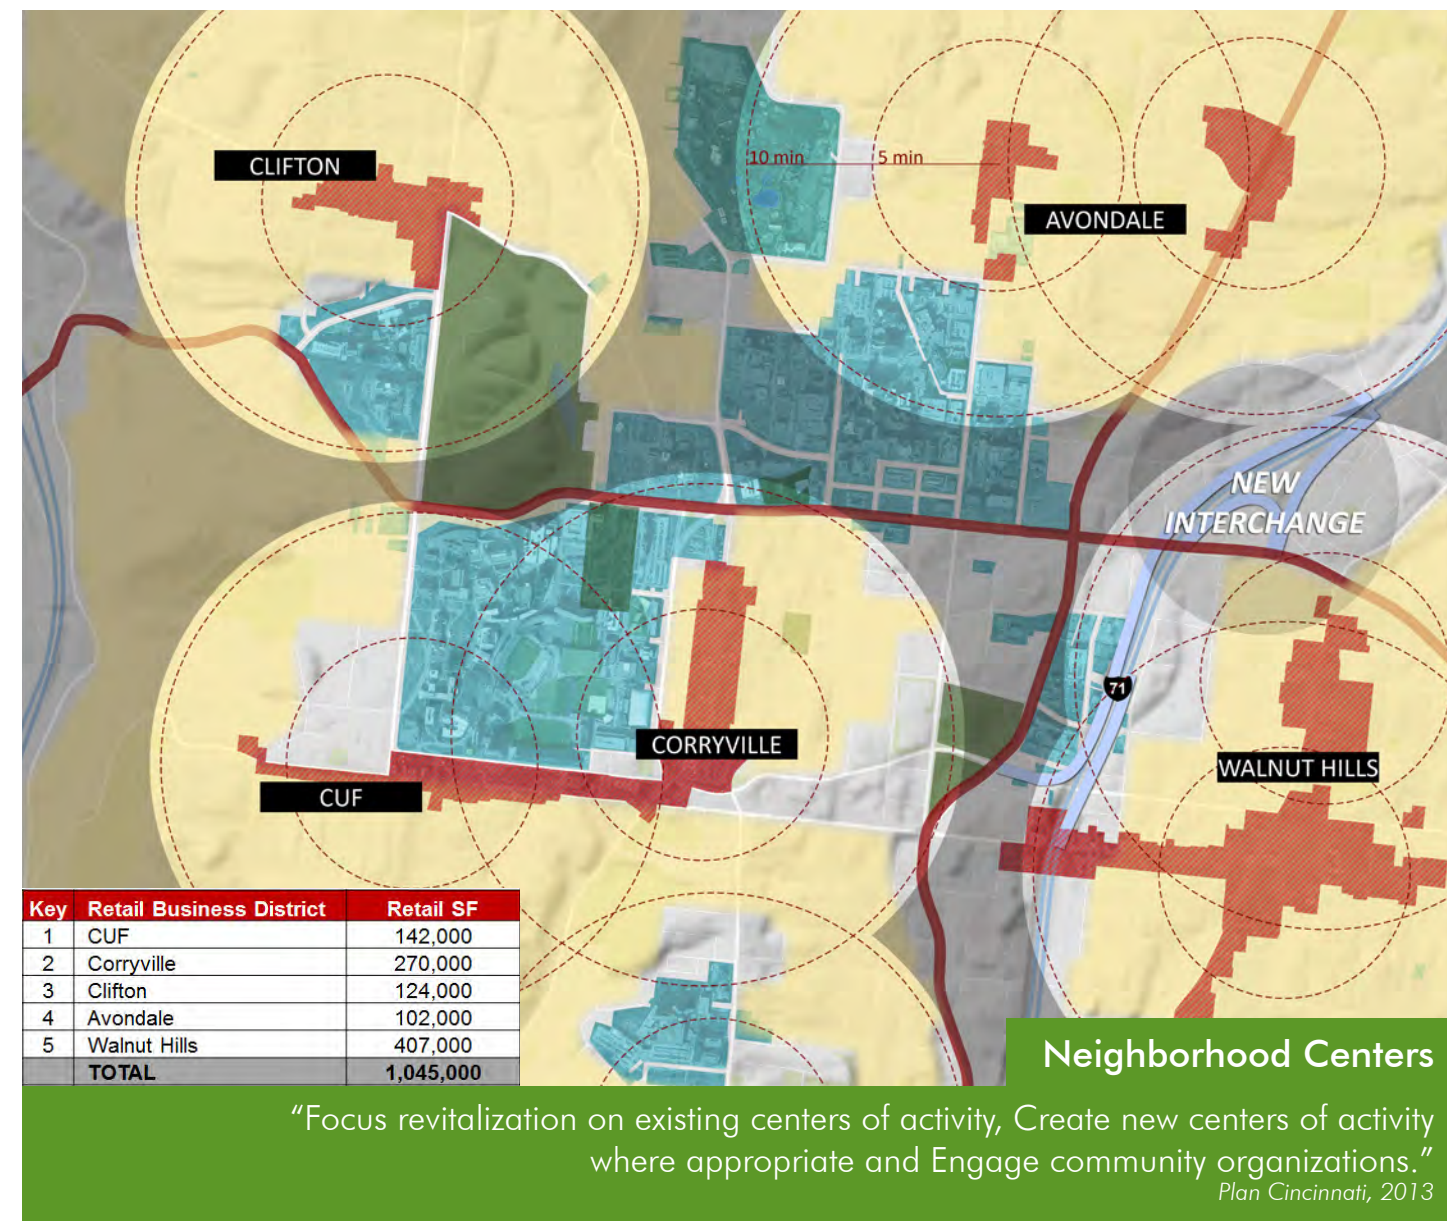 CLIFTON
10 min
5 min
AVONDALE
NEW
INTERCHANGE
71
CORRYVILLE
WALNUT HILLS
CUF
Key Retail Business District Retail SF
1 CUF 142,000
2 Corryville 270,000
3 Clifton 124,000
4 Avondale 102,000
5 Walnut Hills 407,000
TOTAL 1,045,000
Neighborhood Centers
“Focus revitalization on existing centers of activity, Create new centers of activity
where appropriate and Engage community organizations.”
Plan Cincinnati, 2013